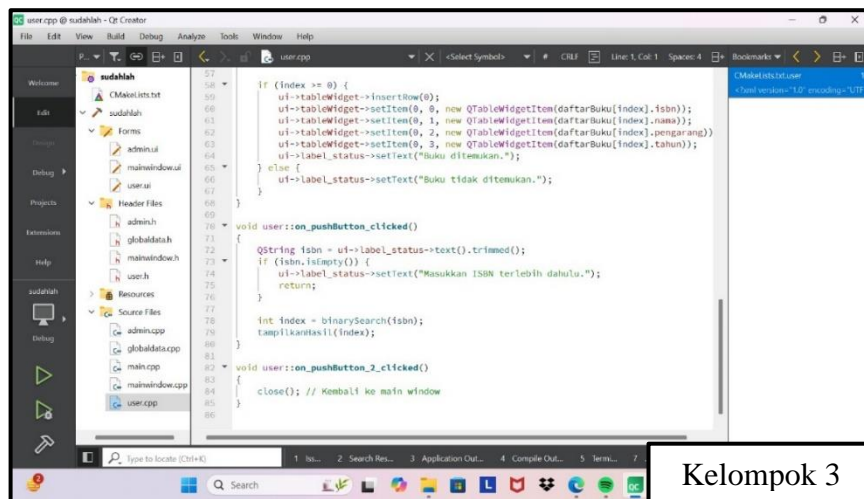 user.cpp @ sudahlah - Qt Creator
File Edit View Build Debug Analyze Tools Window Help
P... user.cpp <Select Symbol> # CRLF Line: 1, Col: 1 Spaces: 4 Bookmarks
Welcome
Edit
Design
Debug
Projects
Extensions
Help
sudahlah
Debug
sudahlah
CMakeLists.txt
sudahlah
Forms
admin.ui
mainwindow.ui
user.ui
Header Files
admin.h
globaldata.h
mainwindow.h
user.h
Resources
Source Files
admin.cpp
globaldata.cpp
main.cpp
mainwindow.cpp
user.cpp
57
58 if (index >= 0) {
59 ui->tableWidget->insertRow(0);
60 ui->tableWidget->setItem(0, 0, new QTableWidgetItem(daftarBuku[index].isbn));
61 ui->tableWidget->setItem(0, 1, new QTableWidgetItem(daftarBuku[index].nama));
62 ui->tableWidget->setItem(0, 2, new QTableWidgetItem(daftarBuku[index].pengarang))
63 ui->tableWidget->setItem(0, 3, new QTableWidgetItem(daftarBuku[index].tahun));
64 ui->label_status->setText("Buku ditemukan.");
65 } else {
66 ui->label_status->setText("Buku tidak ditemukan.");
67 }
68 }
69
70 void user::on_pushButton_clicked()
71 {
72 QString isbn = ui->label_status->text().trimmed();
73 if (isbn.isEmpty()) {
74 ui->label_status->setText("Masukkan ISBN terlebih dahulu.");
75 return;
76 }
77
78 int index = binarySearch(isbn);
79 tampilkanHasil(index);
80 }
81
82 void user::on_pushButton_2_clicked()
83 {
84 close(); // Kembali ke main window
85 }
86
CMakeLists.txt.user 1
<?xml version="1.0" encoding="UTF
Type to locate (Ctrl+K) 1 Iss... 2 Search Res... 3 Application Out... 4 Compile Out... 5 Termi... 7
Search
Kelompok 3